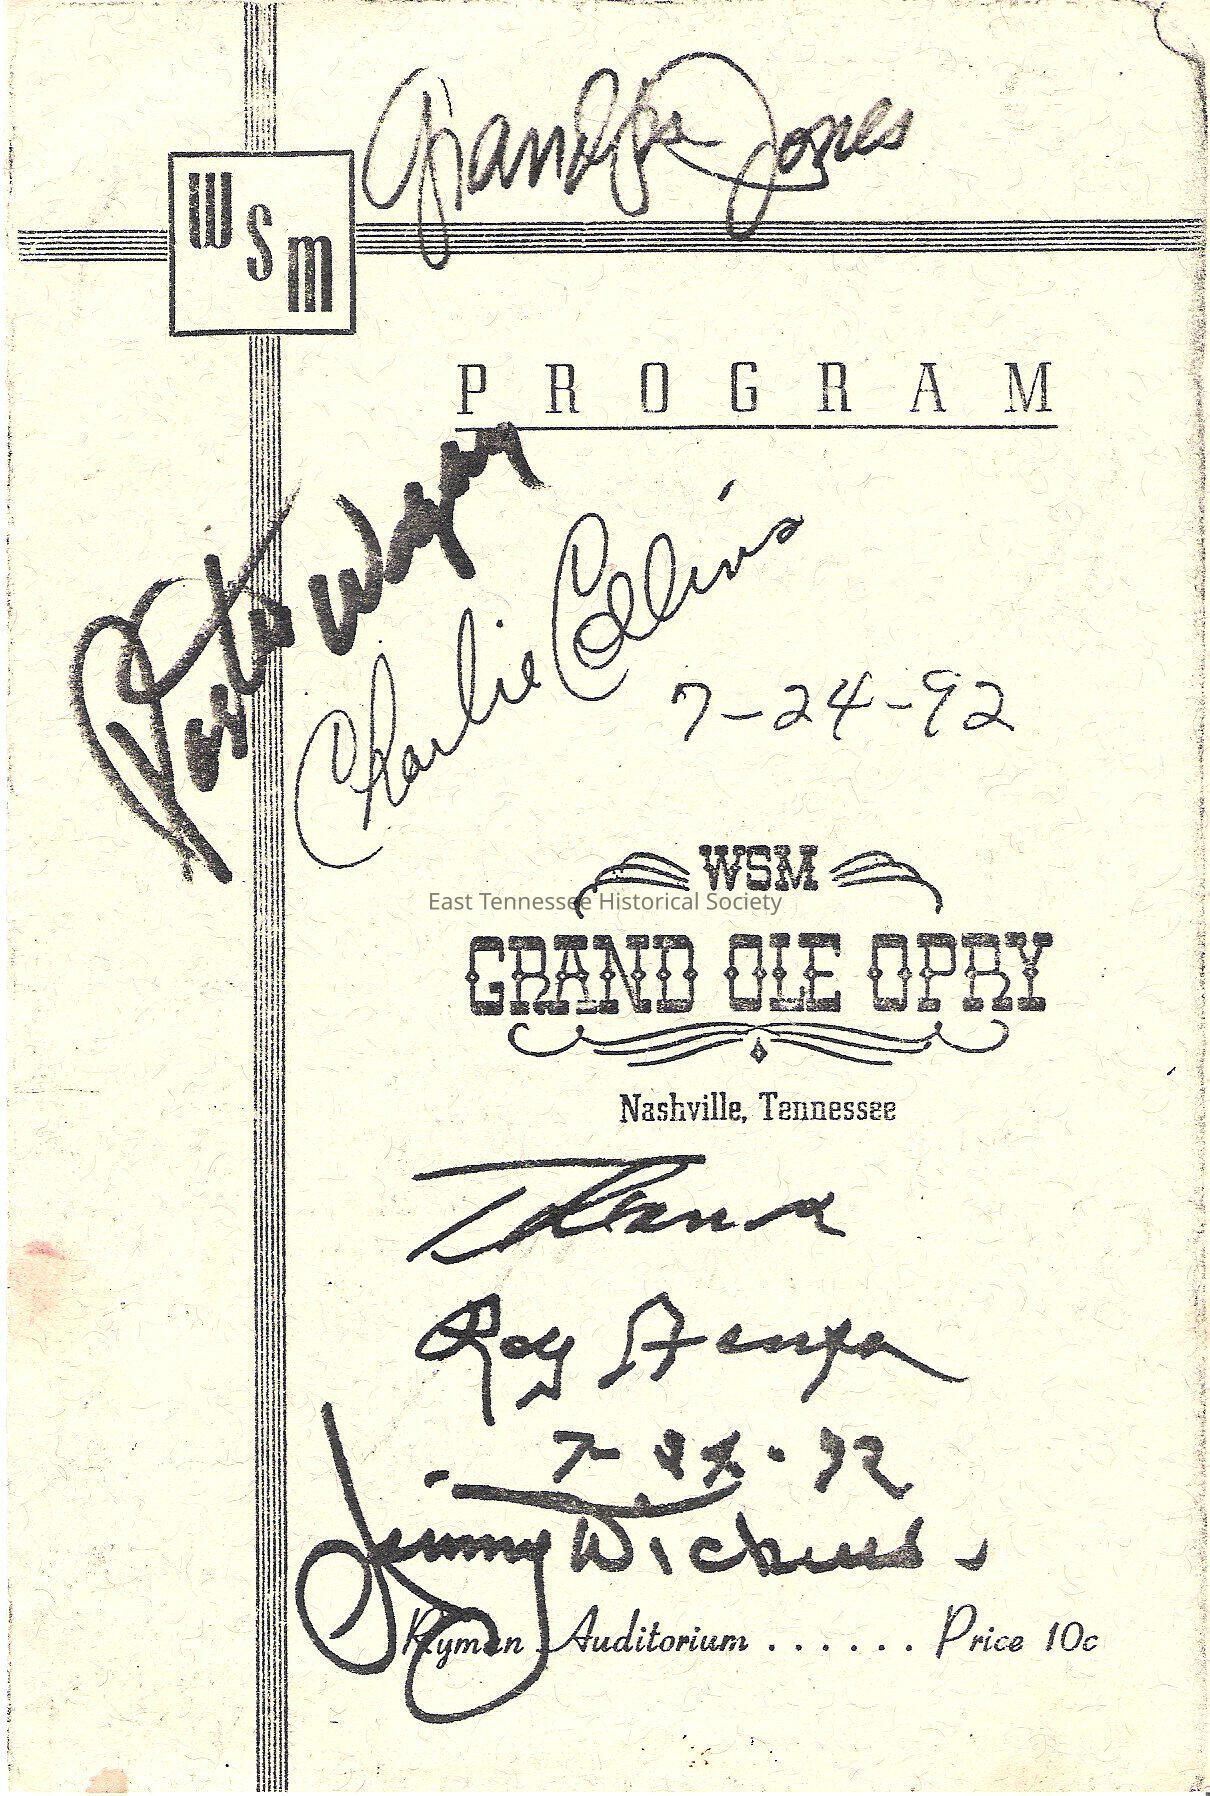 Grandpa Jones
WSM
PROGRAM
Porter Wagoner
Charlie Collins
7-24-92
WSM
East Tennessee Historical Society
GRAND OLE OPRY
Nashville, Tennessee
Roy Acuff
7-24-92
Jimmy Dickens
Ryman Auditorium ...... Price 10c